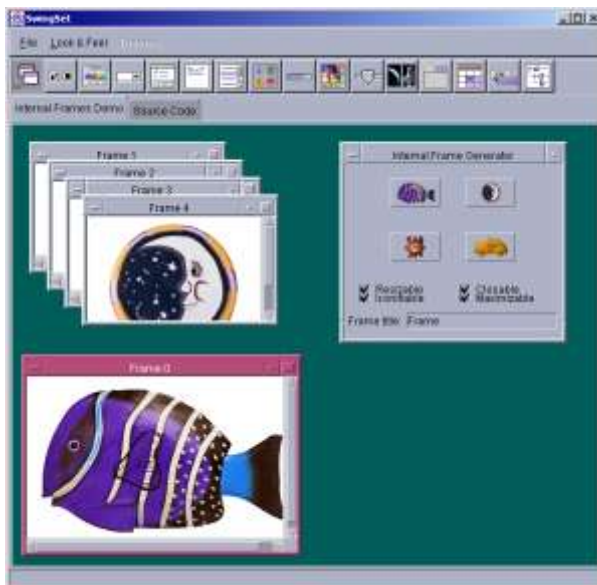 SwingSet
File Look & Feel Themes
Internal Frames Demo Source Code
Frame 1
Frame 2
Frame 3
Frame 4
Internal Frame Generator
Resizable Closable
Iconifiable Maximizable
Frame title: Frame
Frame 0